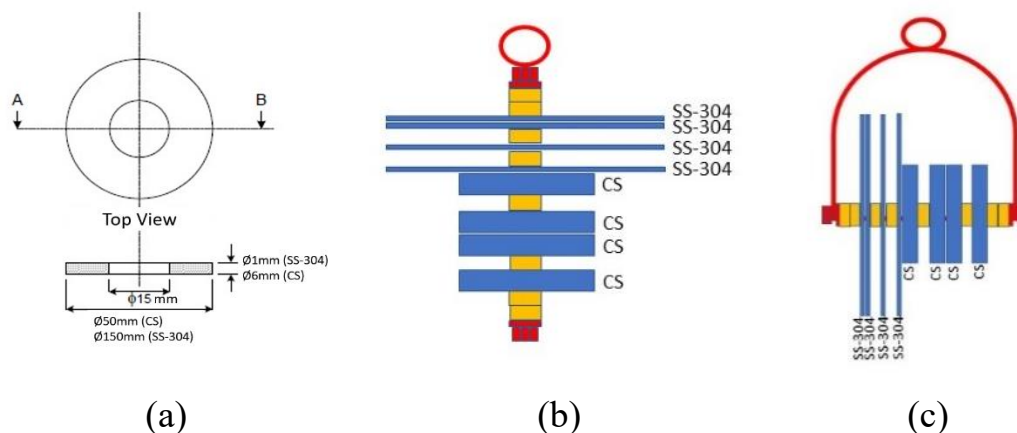 A
B
Top View
Ø1mm (SS-304)
Ø6mm (CS)
ϕ15 mm
Ø50mm (CS)
Ø150mm (SS-304)
(a)
SS-304
SS-304
SS-304
SS-304
CS
CS
CS
CS
(b)
CS
CS
CS
CS
SS-304
SS-304
SS-304
SS-304
(c)